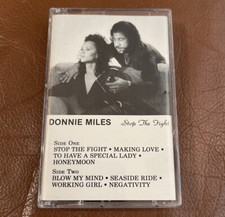 DONNIE MILES
Stop The Fight
SIDE ONE
STOP THE FIGHT • MAKING LOVE •
TO HAVE A SPECIAL LADY •
HONEYMOON
SIDE TWO
BLOW MY MIND • SEASIDE RIDE •
WORKING GIRL • NEGATIVITY